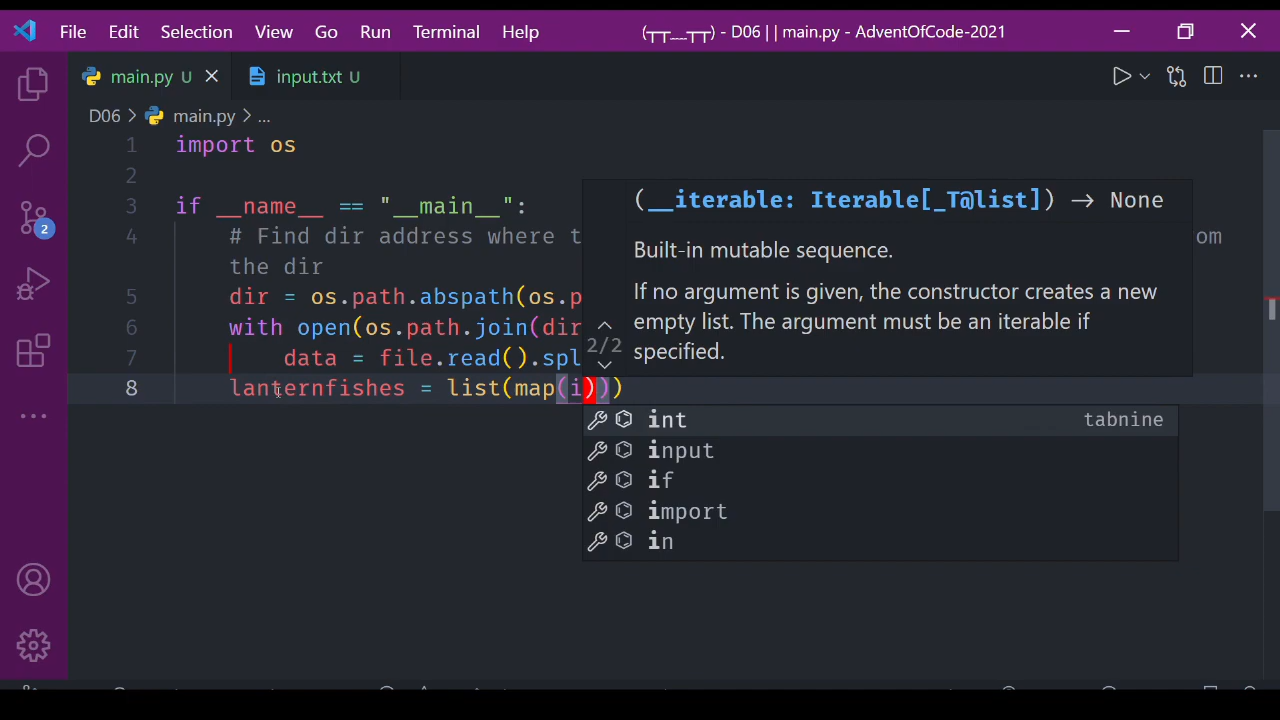 File Edit Selection View Go Run Terminal Help (┬┬﹏┬┬) - D06 | | main.py - AdventOfCode-2021
main.py U input.txt U
D06 > main.py > ...
1 import os
2
3 if __name__ == "__main__":
4 # Find dir address where t om
the dir
5 dir = os.path.abspath(os.p
6 with open(os.path.join(dir
7 data = file.read().spl
8 lanternfishes = list(map(i)))
(__iterable: Iterable[_T@list]) → None
Built-in mutable sequence.
If no argument is given, the constructor creates a new
empty list. The argument must be an iterable if
specified.
2/2
int tabnine
input
if
import
in
2